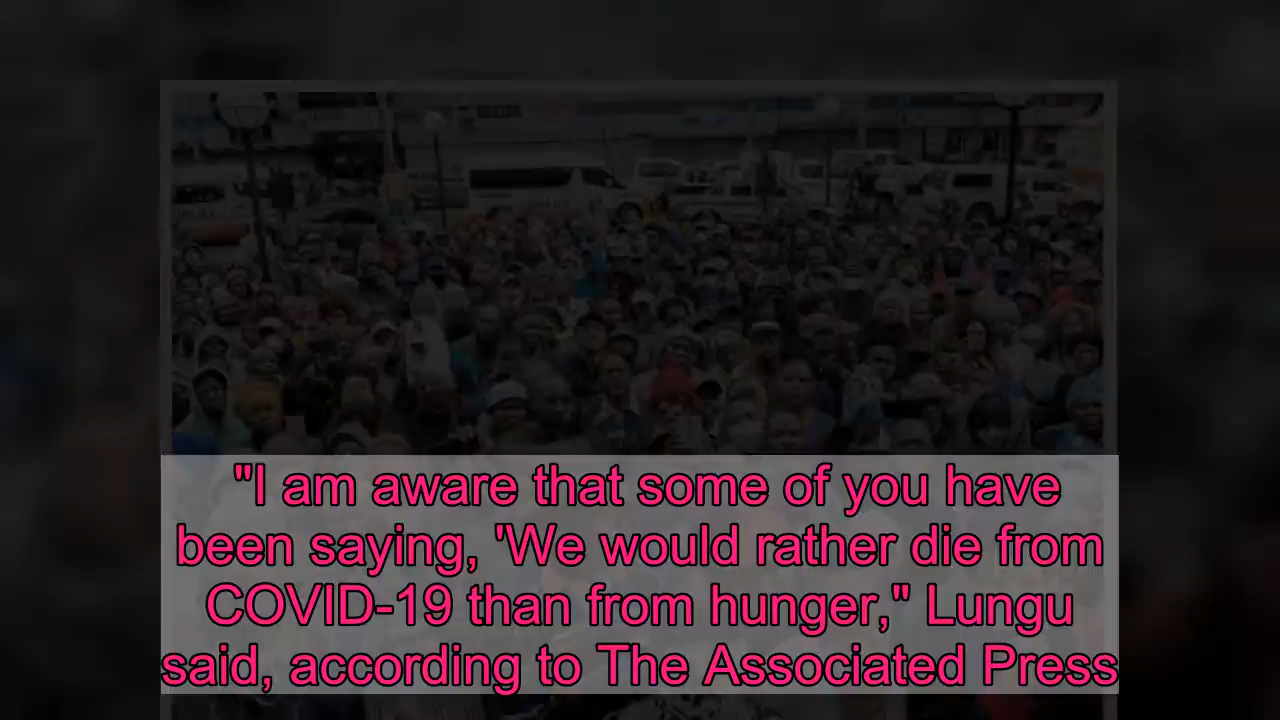 "I am aware that some of you have
been saying, 'We would rather die from
COVID-19 than from hunger," Lungu
said, according to The Associated Press